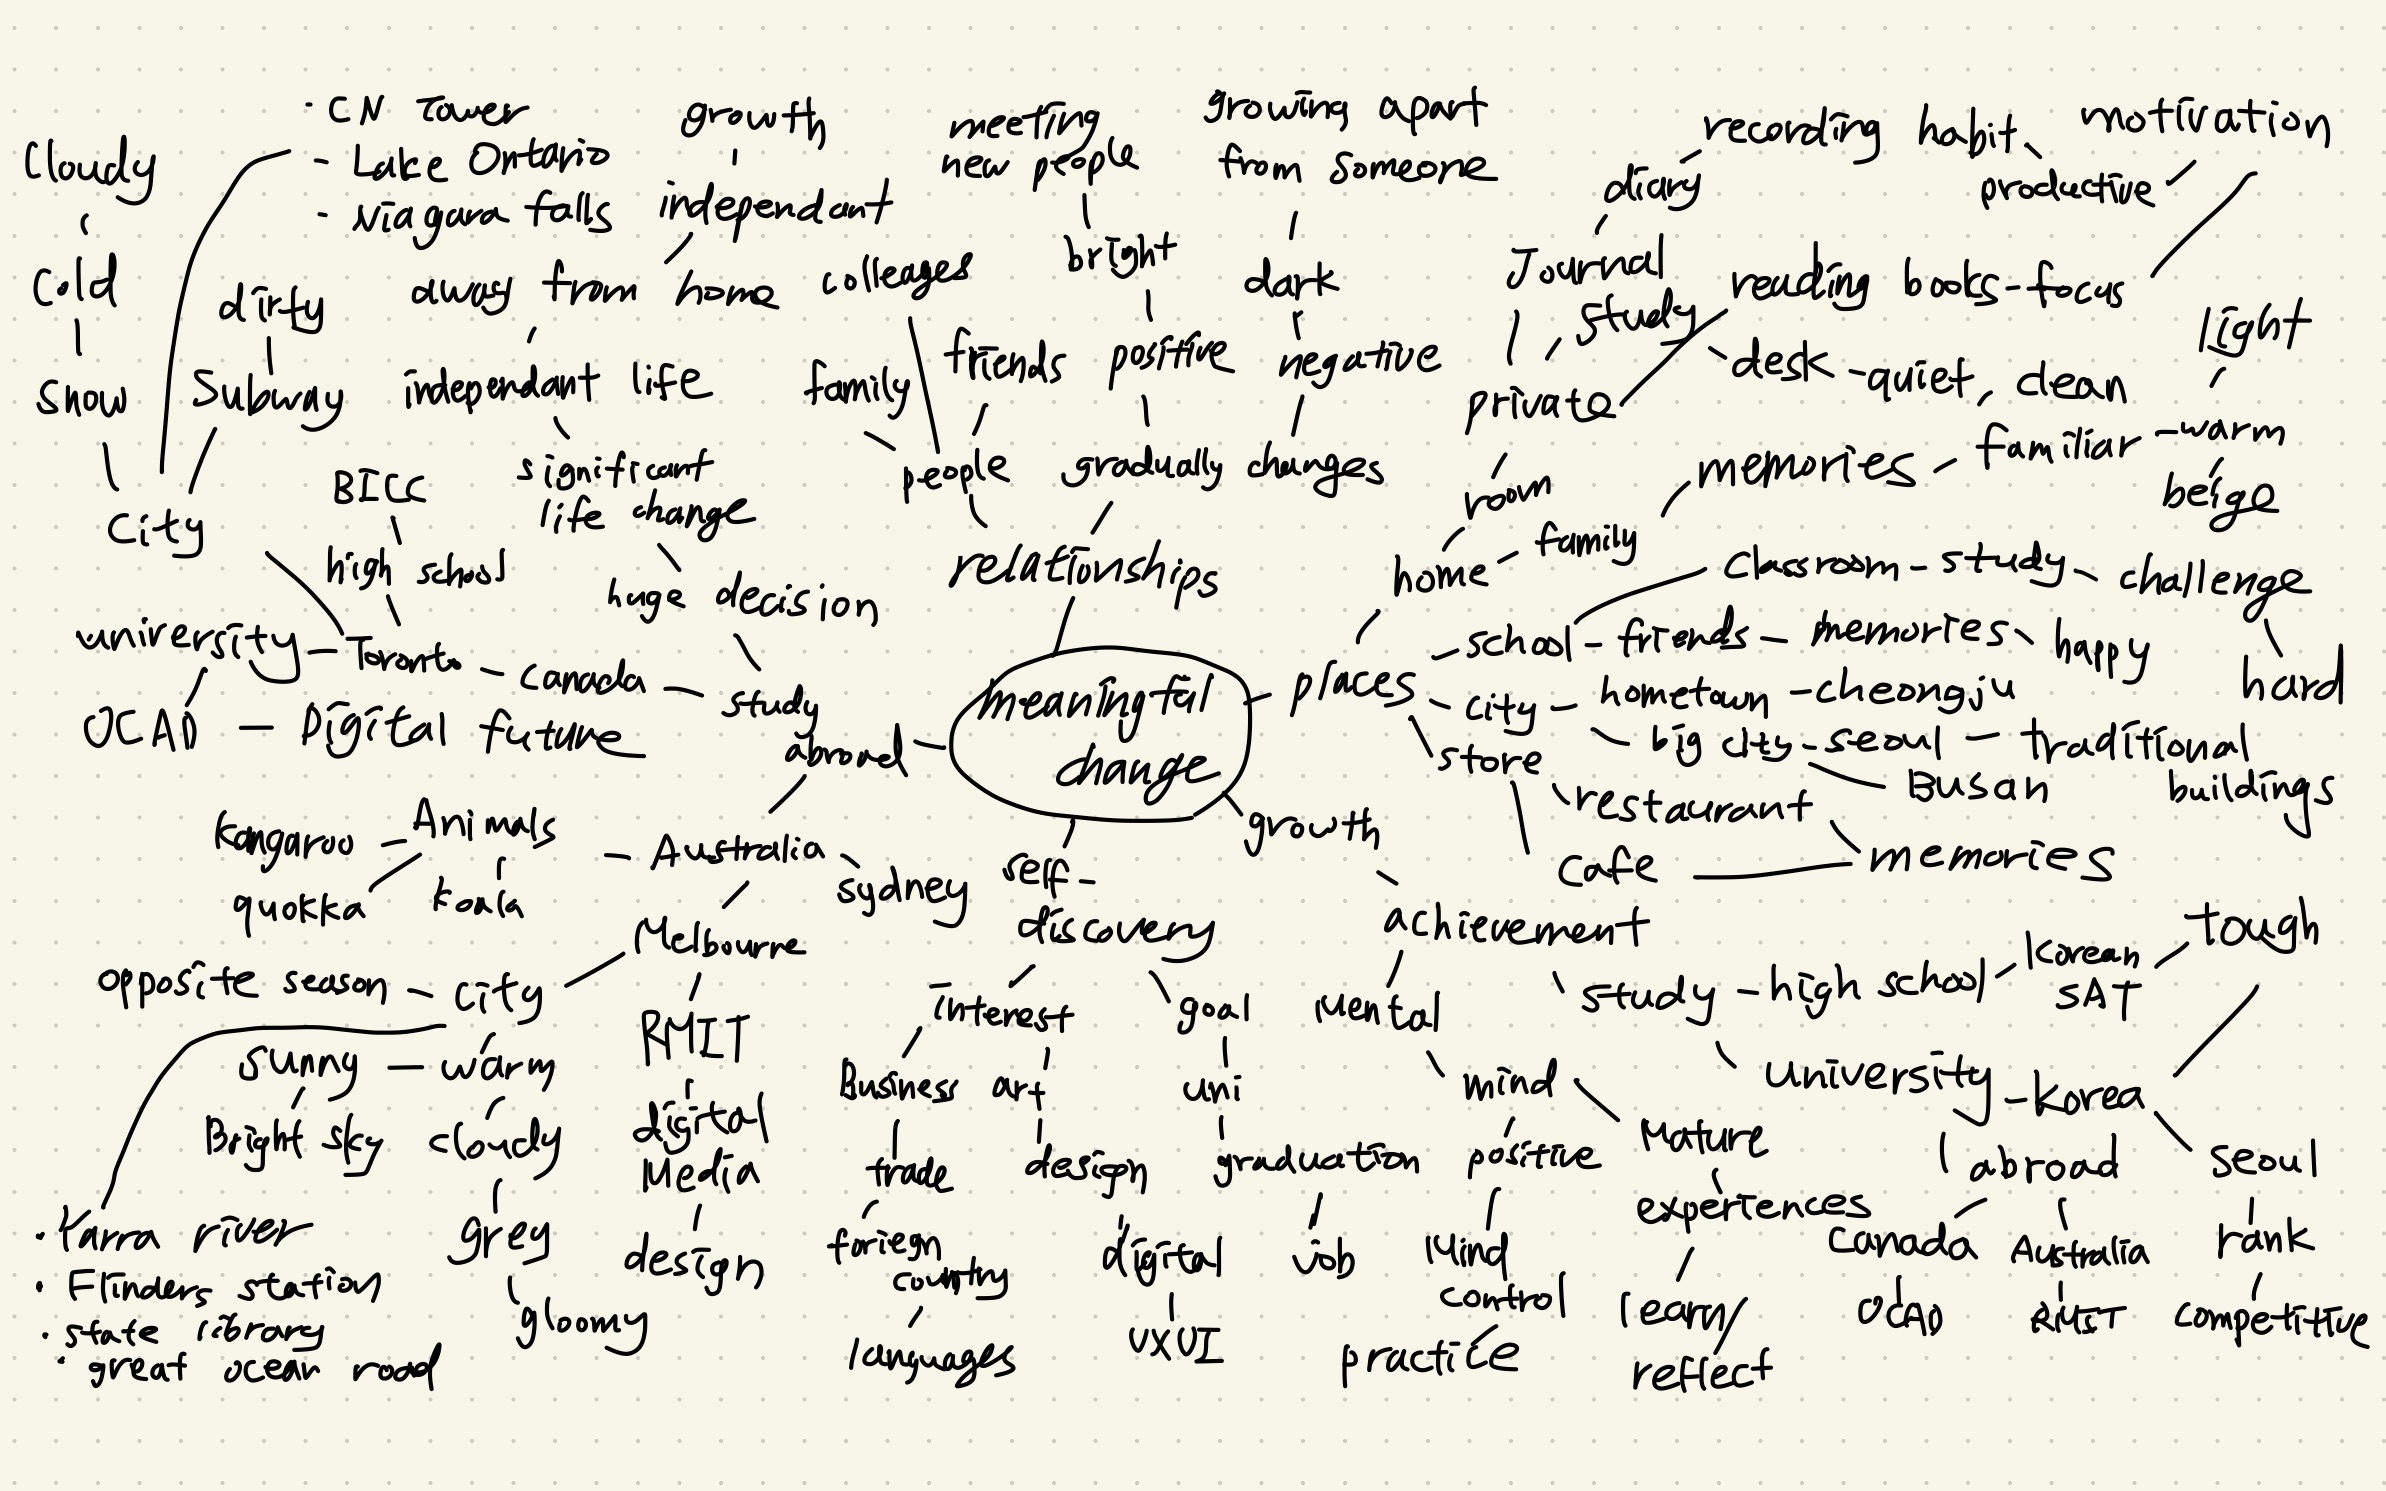 CN Tower
Lake Ontario
Niagara falls
Cloudy
Cold
Snow
City
dirty
Subway
growth
independant
away from home
independant life
significant
life change
huge decision
study
abroad
BICC
high school
university
Toronto
Canada
OCAD
Digital future
meeting
new people
bright
positive
growing apart
from someone
dark
negative
gradually changes
colleages
friends
family
people
relationships
meaningful
change
recording habit
motivation
diary
productive
Journal
study
reading books - focus
desk - quiet, clean
private
room
light
memories
familiar
warm
beige
home
family
Classroom - study
challenge
places
school - friends
memories
happy
hard
city
hometown - cheongju
big city - seoul
traditional
buildings
Busan
store
restaurant
cafe
memories
growth
achievement
study
high school
Korean
SAT
tough
Mental
mind
university
Korea
Mature
positive
abroad
seoul
experiences
Mind
control
practice
learn/
reflect
Canada
Australia
rank
OCAD
RMIT
competitive
self-
discovery
interest
goal
Business
art
uni
trade
design
graduation
foriegn
country
languages
digital
UXUI
job
Australia
sydney
Animals
kangaroo
quokka
koala
Melbourne
opposite season
city
sunny
warm
Bright sky
cloudy
grey
gloomy
RMIT
digital
Media
design
Yarra river
Flinders station
state library
great ocean road